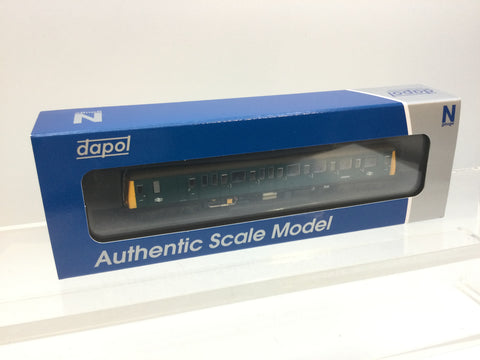 dapol
N
dapol
N
Authentic Scale Model